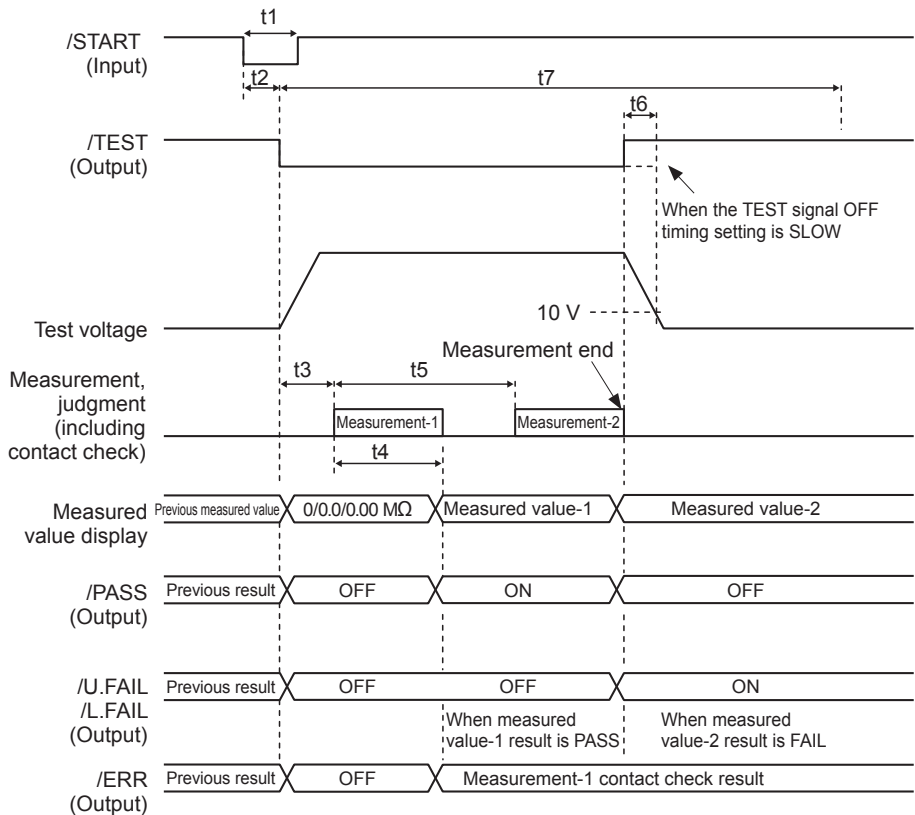 t1
/START
(Input)
t2
t7
t6
/TEST
(Output)
When the TEST signal OFF
timing setting is SLOW
10 V
Test voltage
Measurement end
t3
t5
Measurement,
judgment
(including
contact check)
Measurement-1
Measurement-2
t4
Measured
value display
Previous measured value
0/0.0/0.00 MΩ
Measured value-1
Measured value-2
/PASS
(Output)
Previous result
OFF
ON
OFF
/U.FAIL
/L.FAIL
(Output)
Previous result
OFF
OFF
ON
When measured
value-1 result is PASS
When measured
value-2 result is FAIL
/ERR
(Output)
Previous result
OFF
Measurement-1 contact check result